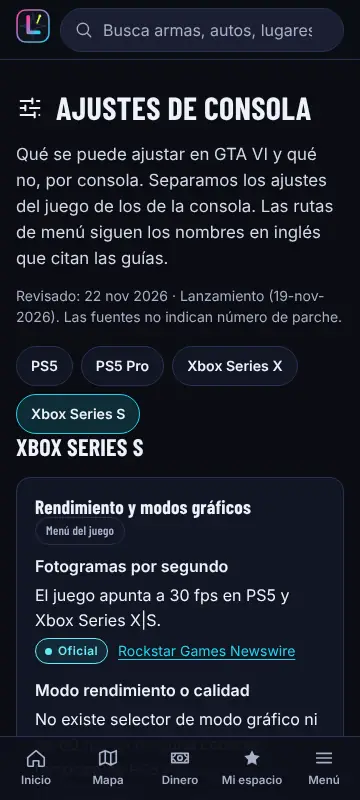 Busca armas, autos, lugares
AJUSTES DE CONSOLA
Qué se puede ajustar en GTA VI y qué
no, por consola. Separamos los ajustes
del juego de los de la consola. Las rutas
de menú siguen los nombres en inglés
que citan las guías.
Revisado: 22 nov 2026 · Lanzamiento (19-nov-
2026). Las fuentes no indican número de parche.
PS5
PS5 Pro
Xbox Series X
Xbox Series S
XBOX SERIES S
Rendimiento y modos gráficos
Menú del juego
Fotogramas por segundo
El juego apunta a 30 fps en PS5 y
Xbox Series X|S.
Oficial
Rockstar Games Newswire
Modo rendimiento o calidad
No existe selector de modo gráfico ni
Inicio
Mapa
Dinero
Mi espacio
Menú